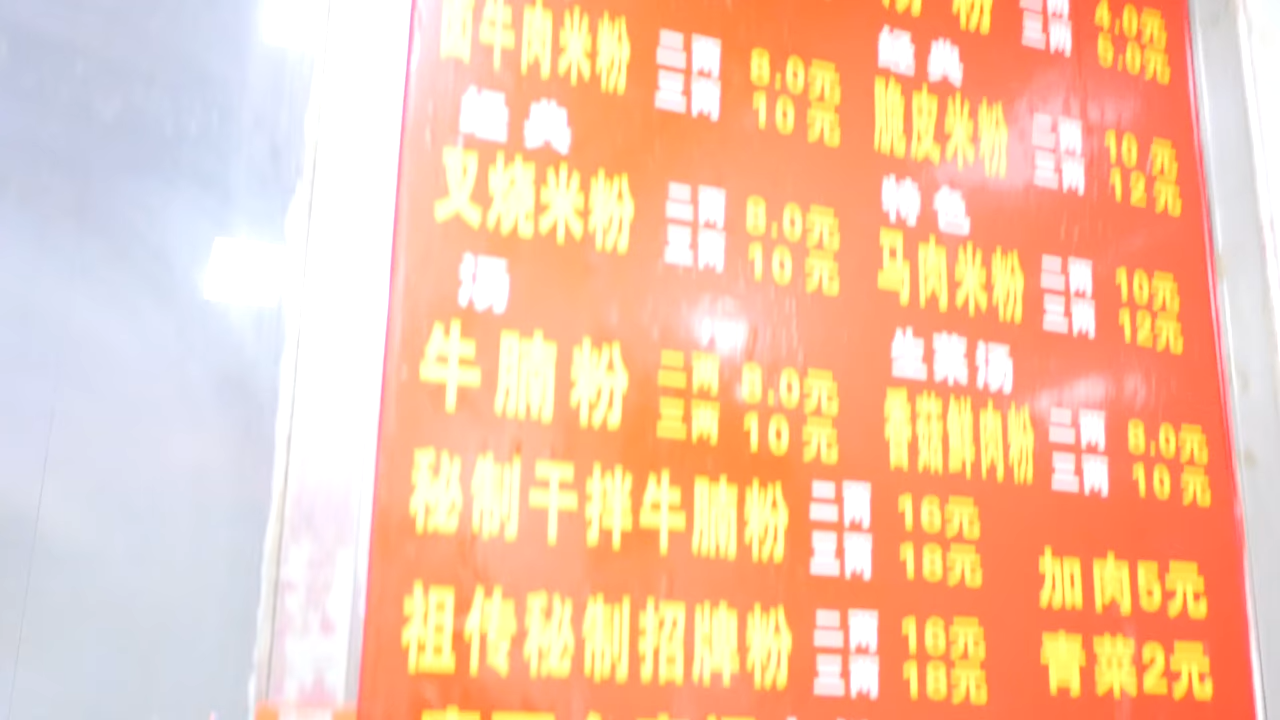 牛肉米粉 二两 8.0元
三两 10元
经典
叉烧米粉 二两 8.0元
三两 10元
汤
牛腩粉 二两 8.0元
三两 10元
秘制干拌牛腩粉 二两 16元
三两 18元
祖传秘制招牌粉 二两 16元
三两 18元
粉 二两 4.0元
三两 5.0元
经典
脆皮米粉 二两 10元
三两 12元
特色
马肉米粉 二两 10元
三两 12元
生菜汤
香菇鲜肉粉 二两 8.0元
三两 10元
加肉5元
青菜2元